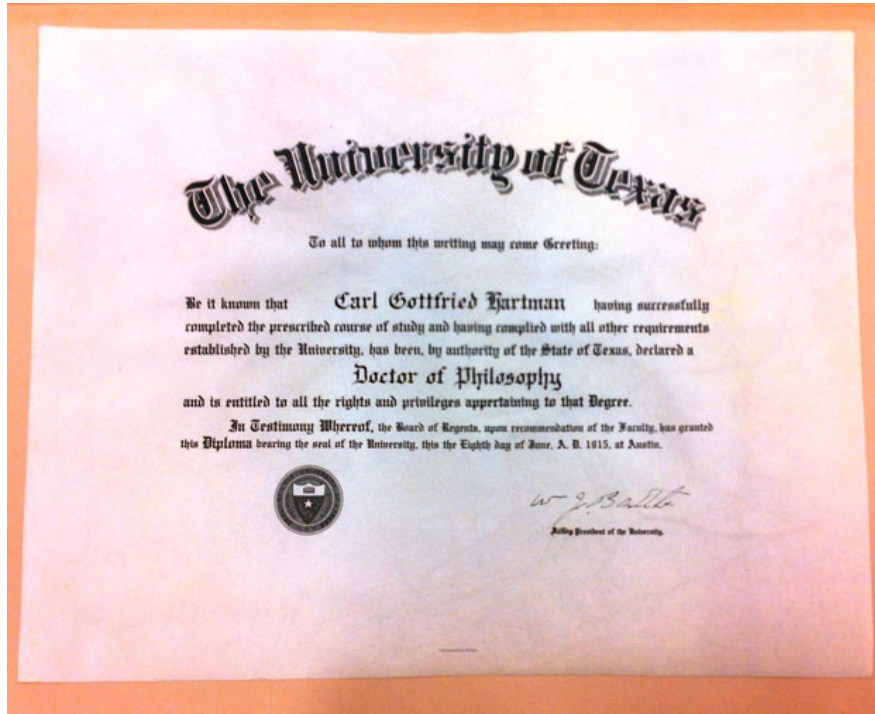 The University of Texas
To all to whom this writing may come Greeting:
Be it known that Carl Gottfried Hartman having successfully
completed the prescribed course of study and having complied with all other requirements
established by the University, has been, by authority of the State of Texas, declared a
Doctor of Philosophy
and is entitled to all the rights and privileges appertaining to that Degree.
In Testimony Whereof, the Board of Regents, upon recommendation of the Faculty, has granted
this Diploma bearing the seal of the University, this the Eighth day of June, A. D. 1915, at Austin.
W J Battle
Acting President of the University.